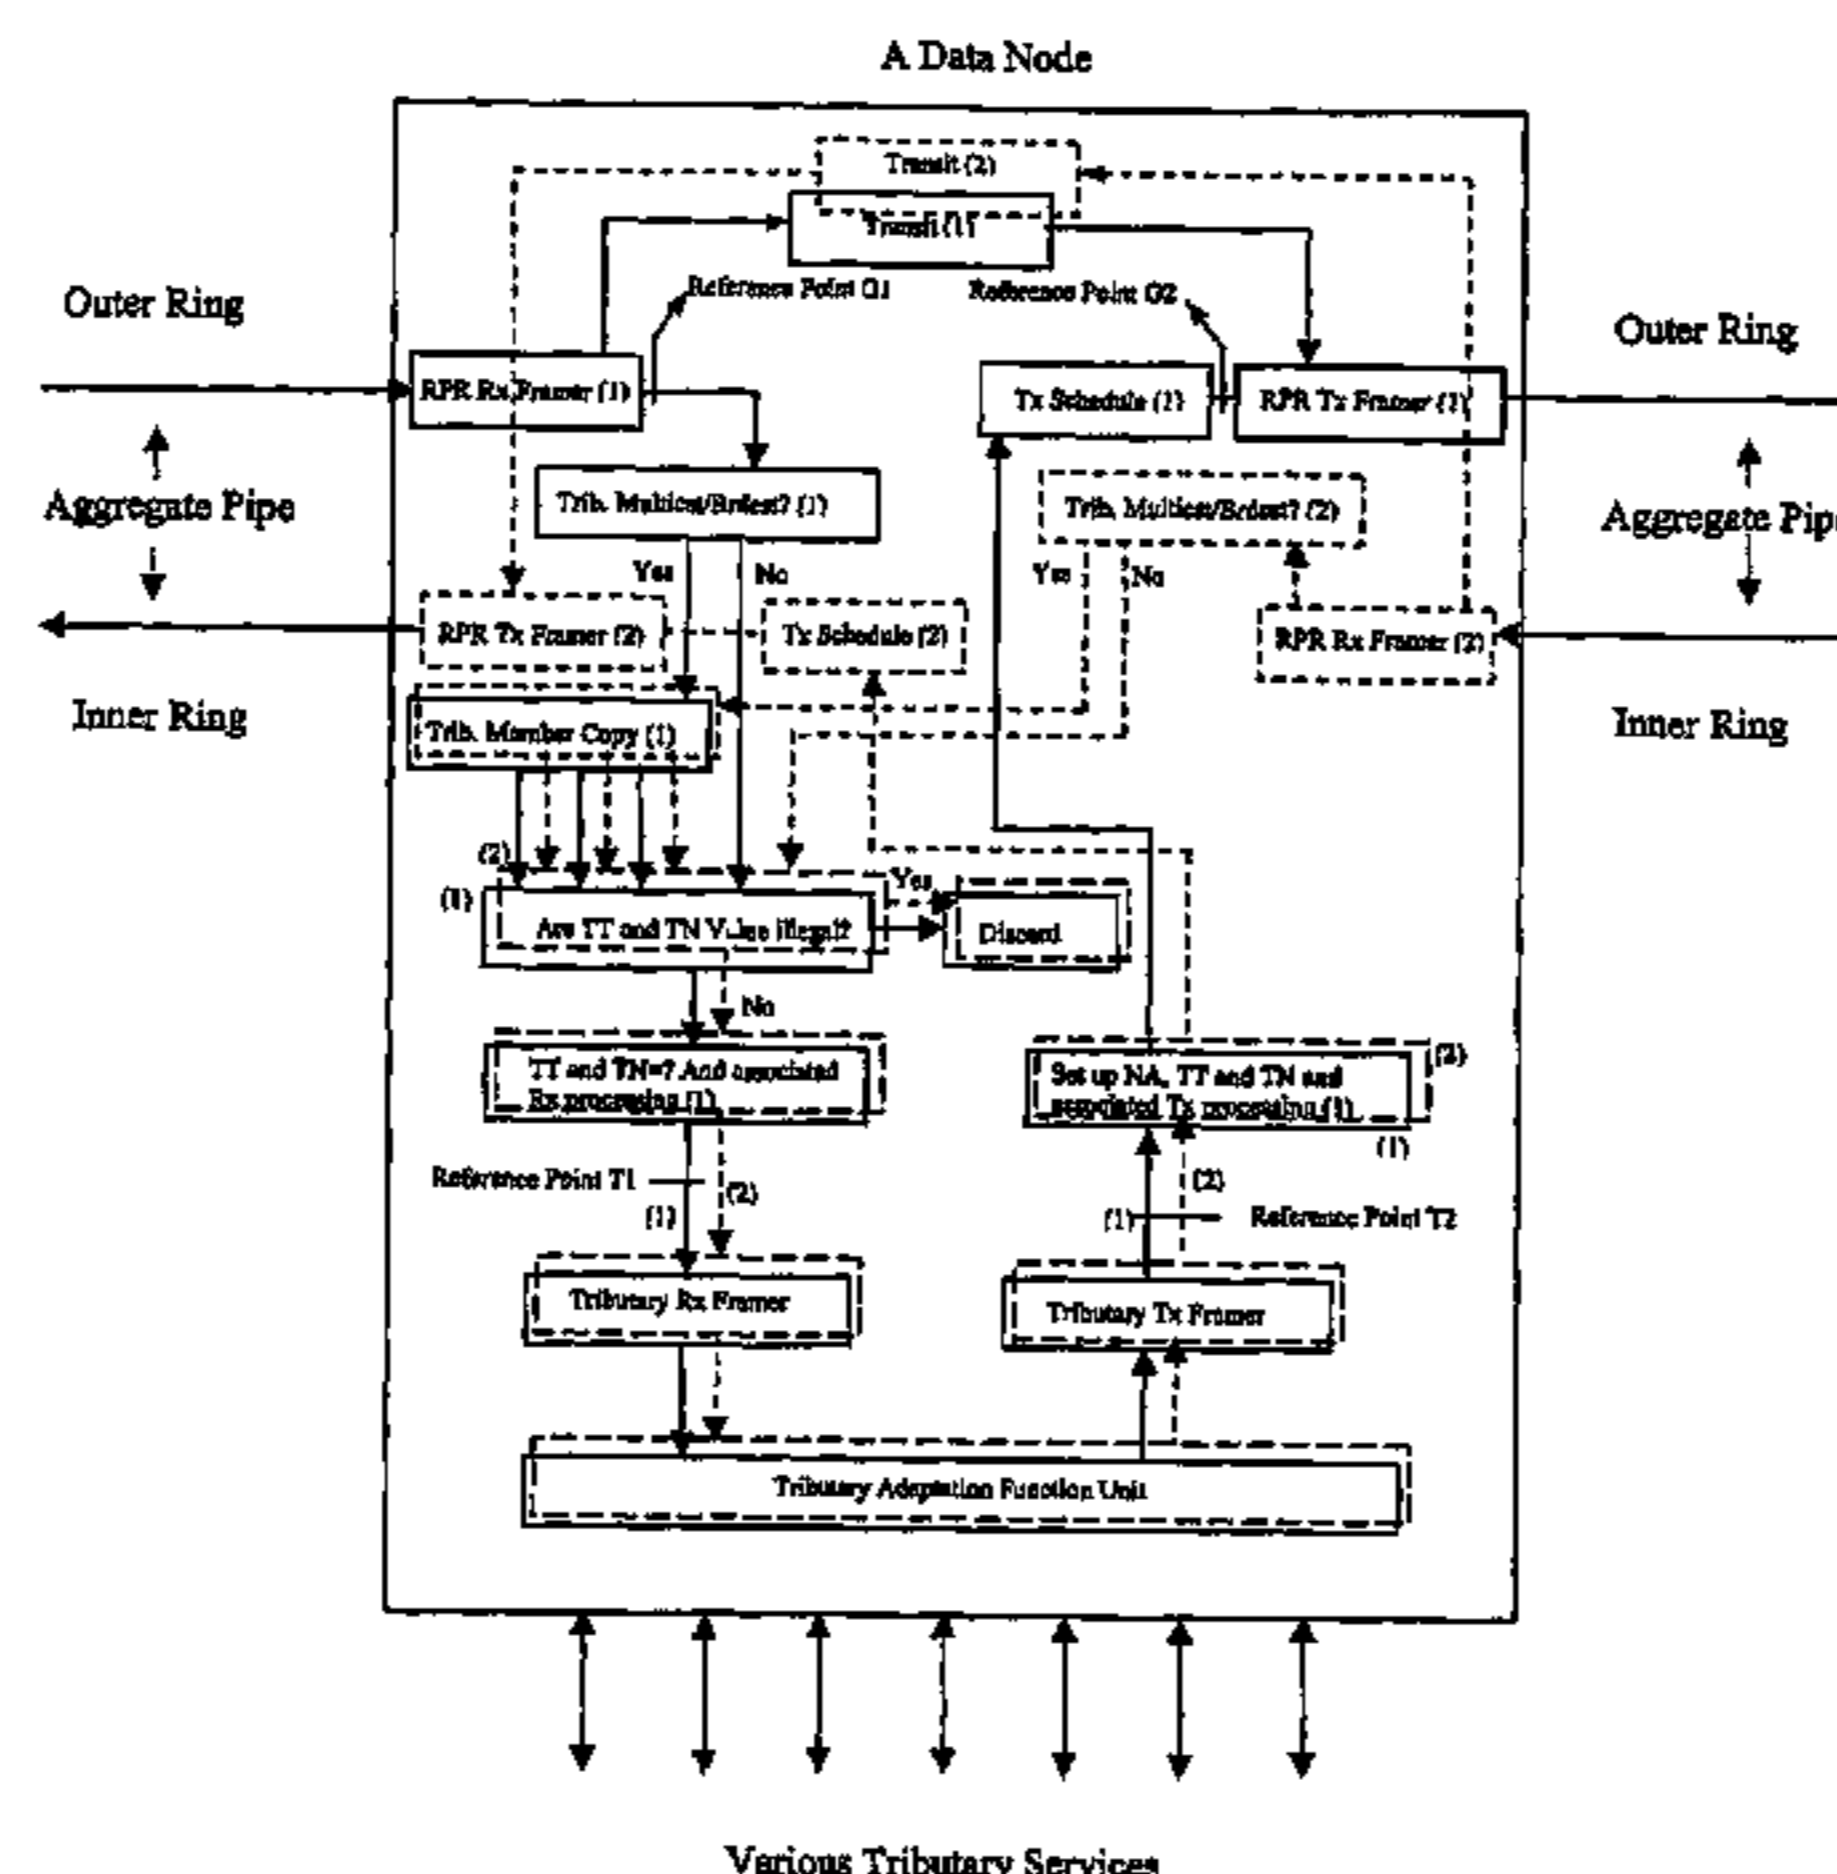 A Data Node
Transit (2)
Transit (1)
Reference Point G1
Reference Point G2
Outer Ring
Outer Ring
RPR Rx Framer (1)
Tx Schedule (1)
RPR Tx Framer (1)
Aggregate Pipe
Trib. Multicast/Brdcst? (1)
Trib. Multicast/Brdcst? (2)
Aggregate Pipe
Yes
No
Yes
No
RPR Tx Framer (2)
Tx Schedule (2)
RPR Rx Framer (2)
Inner Ring
Trib. Member Copy (1)
Inner Ring
(2)
Yes
(1)
Are TT and TN Value illegal?
Discard
No
TT and TN=? And associated
Rx processing (1)
Set up NA, TT and TN and
associated Tx processing (1)
(2)
(1)
Reference Point T1
(2)
(1)
(2)
(1)
Reference Point T2
Tributary Rx Framer
Tributary Tx Framer
Tributary Adaptation Function Unit
Various Tributary Services